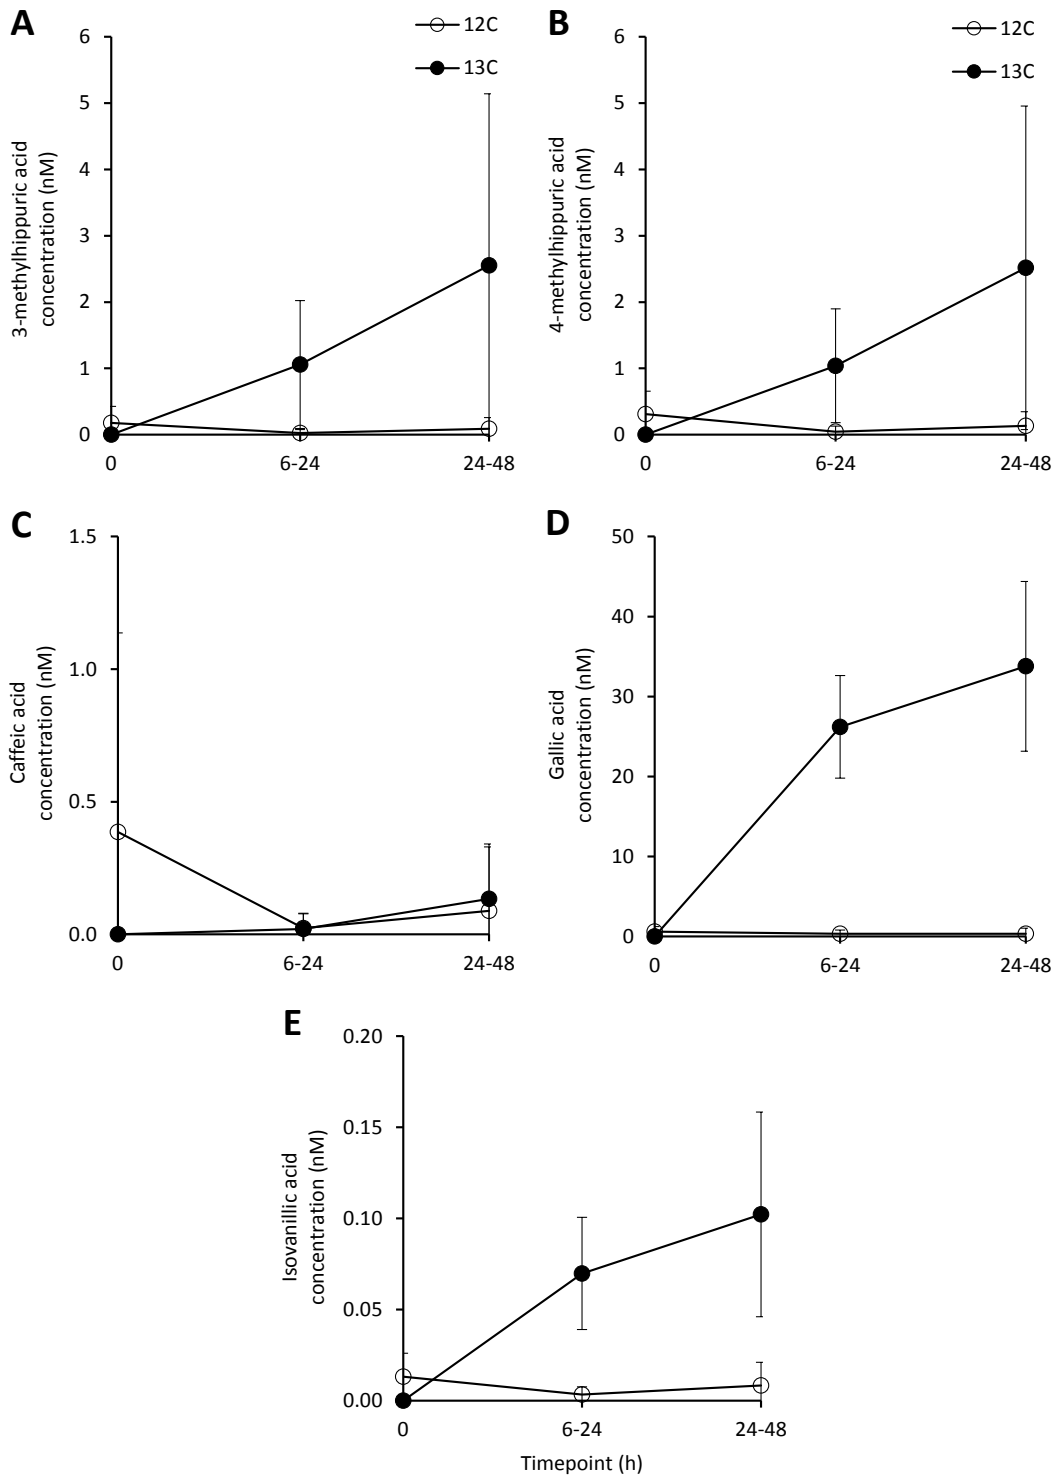 A
12C
13C
3-methylhippuric acid
concentration (nM)
6
5
4
3
2
1
0
0
6-24
24-48
B
12C
13C
4-methylhippuric acid
concentration (nM)
6
5
4
3
2
1
0
0
6-24
24-48
C
Caffeic acid
concentration (nM)
1.5
1.0
0.5
0.0
0
6-24
24-48
D
Gallic acid
concentration (nM)
50
40
30
20
10
0
0
6-24
24-48
E
Isovanillic acid
concentration (nM)
0.20
0.15
0.10
0.05
0.00
0
6-24
24-48
Timepoint (h)